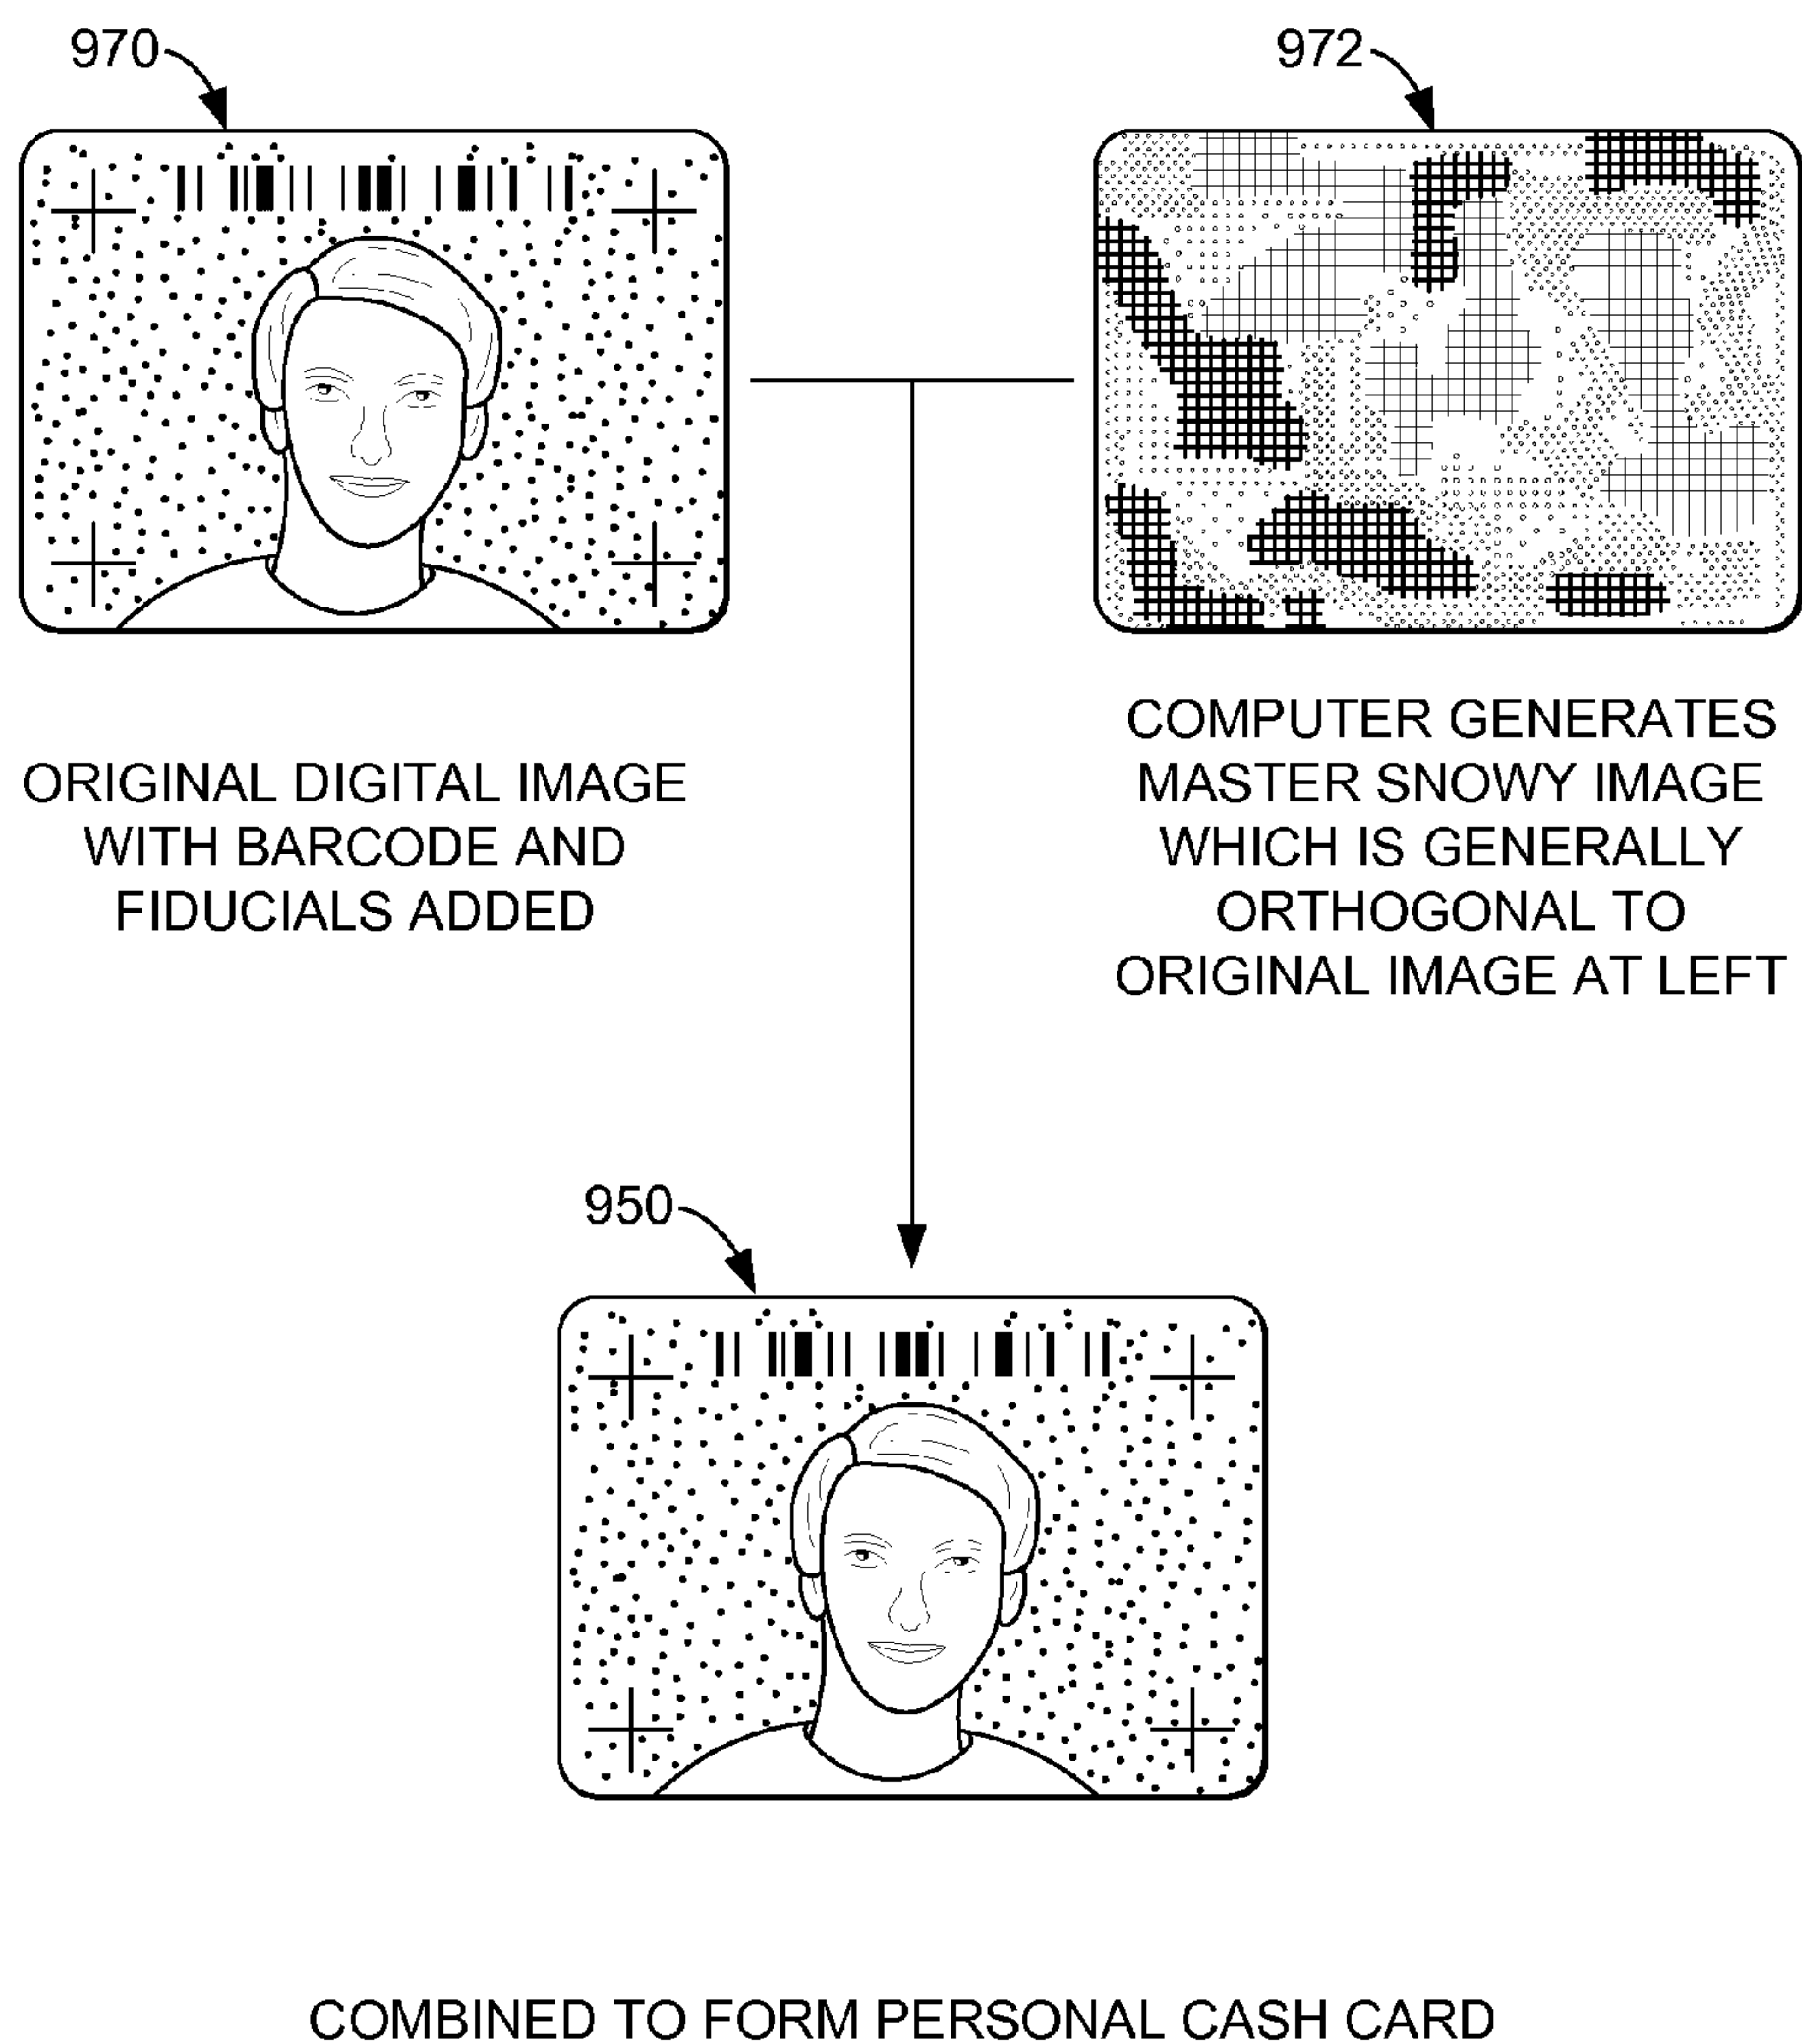 970
972
ORIGINAL DIGITAL IMAGE
WITH BARCODE AND
FIDUCIALS ADDED
COMPUTER GENERATES
MASTER SNOWY IMAGE
WHICH IS GENERALLY
ORTHOGONAL TO
ORIGINAL IMAGE AT LEFT
950
COMBINED TO FORM PERSONAL CASH CARD